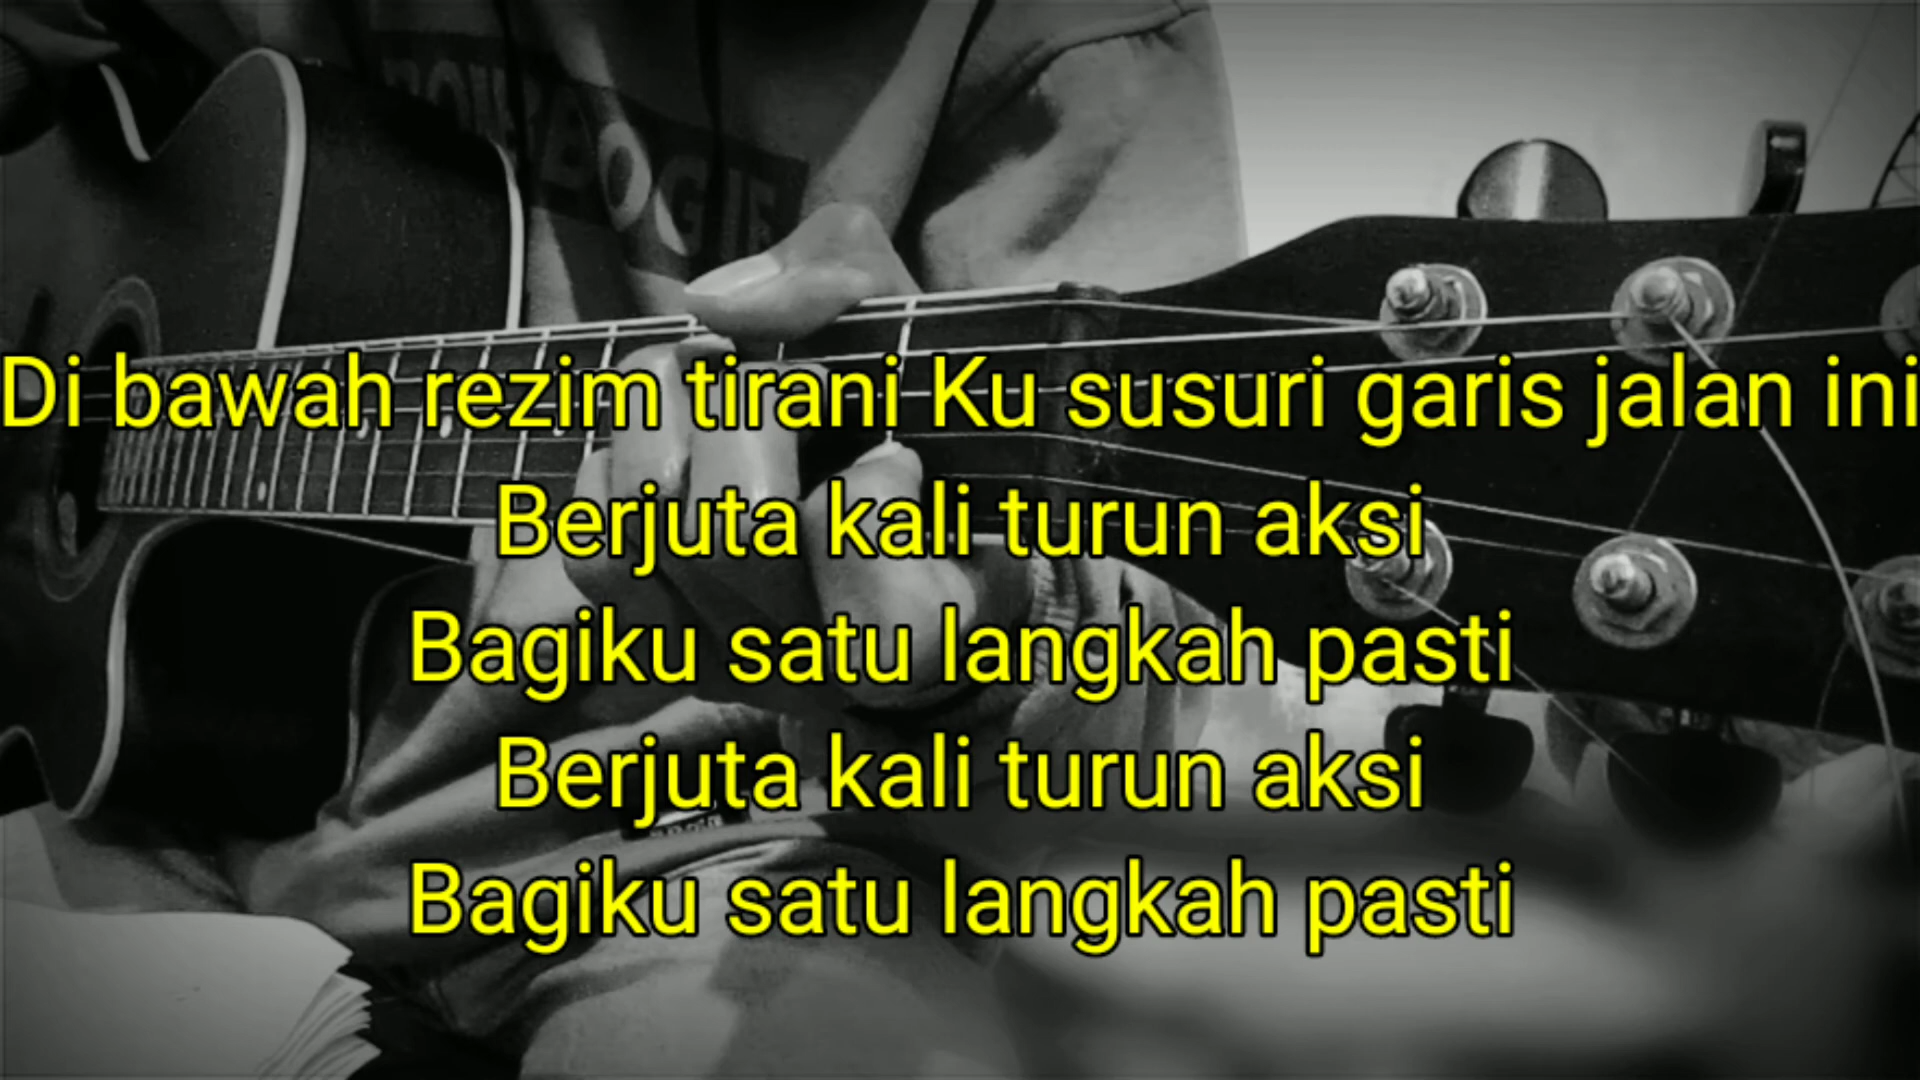 Di bawah rezim tirani Ku susuri garis jalan ini
Berjuta kali turun aksi
Bagiku satu langkah pasti
Berjuta kali turun aksi
Bagiku satu langkah pasti